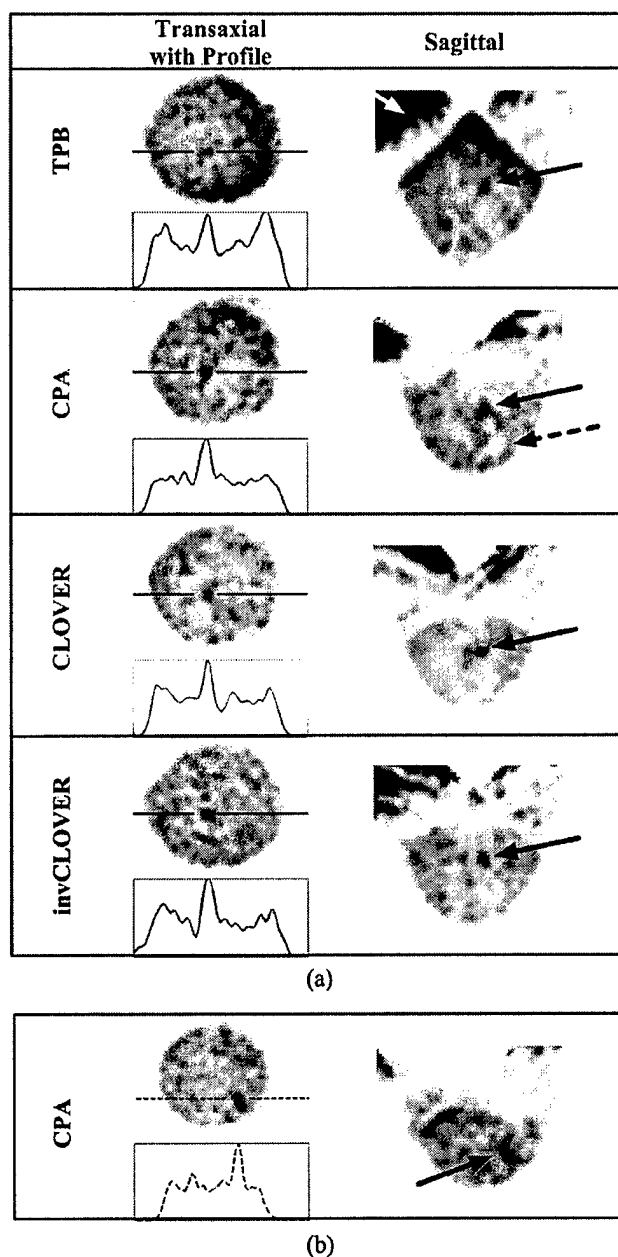 Transaxial
with Profile
Sagittal
TPB
CPA
CLOVER
invCLOVER
(a)
CPA
(b)